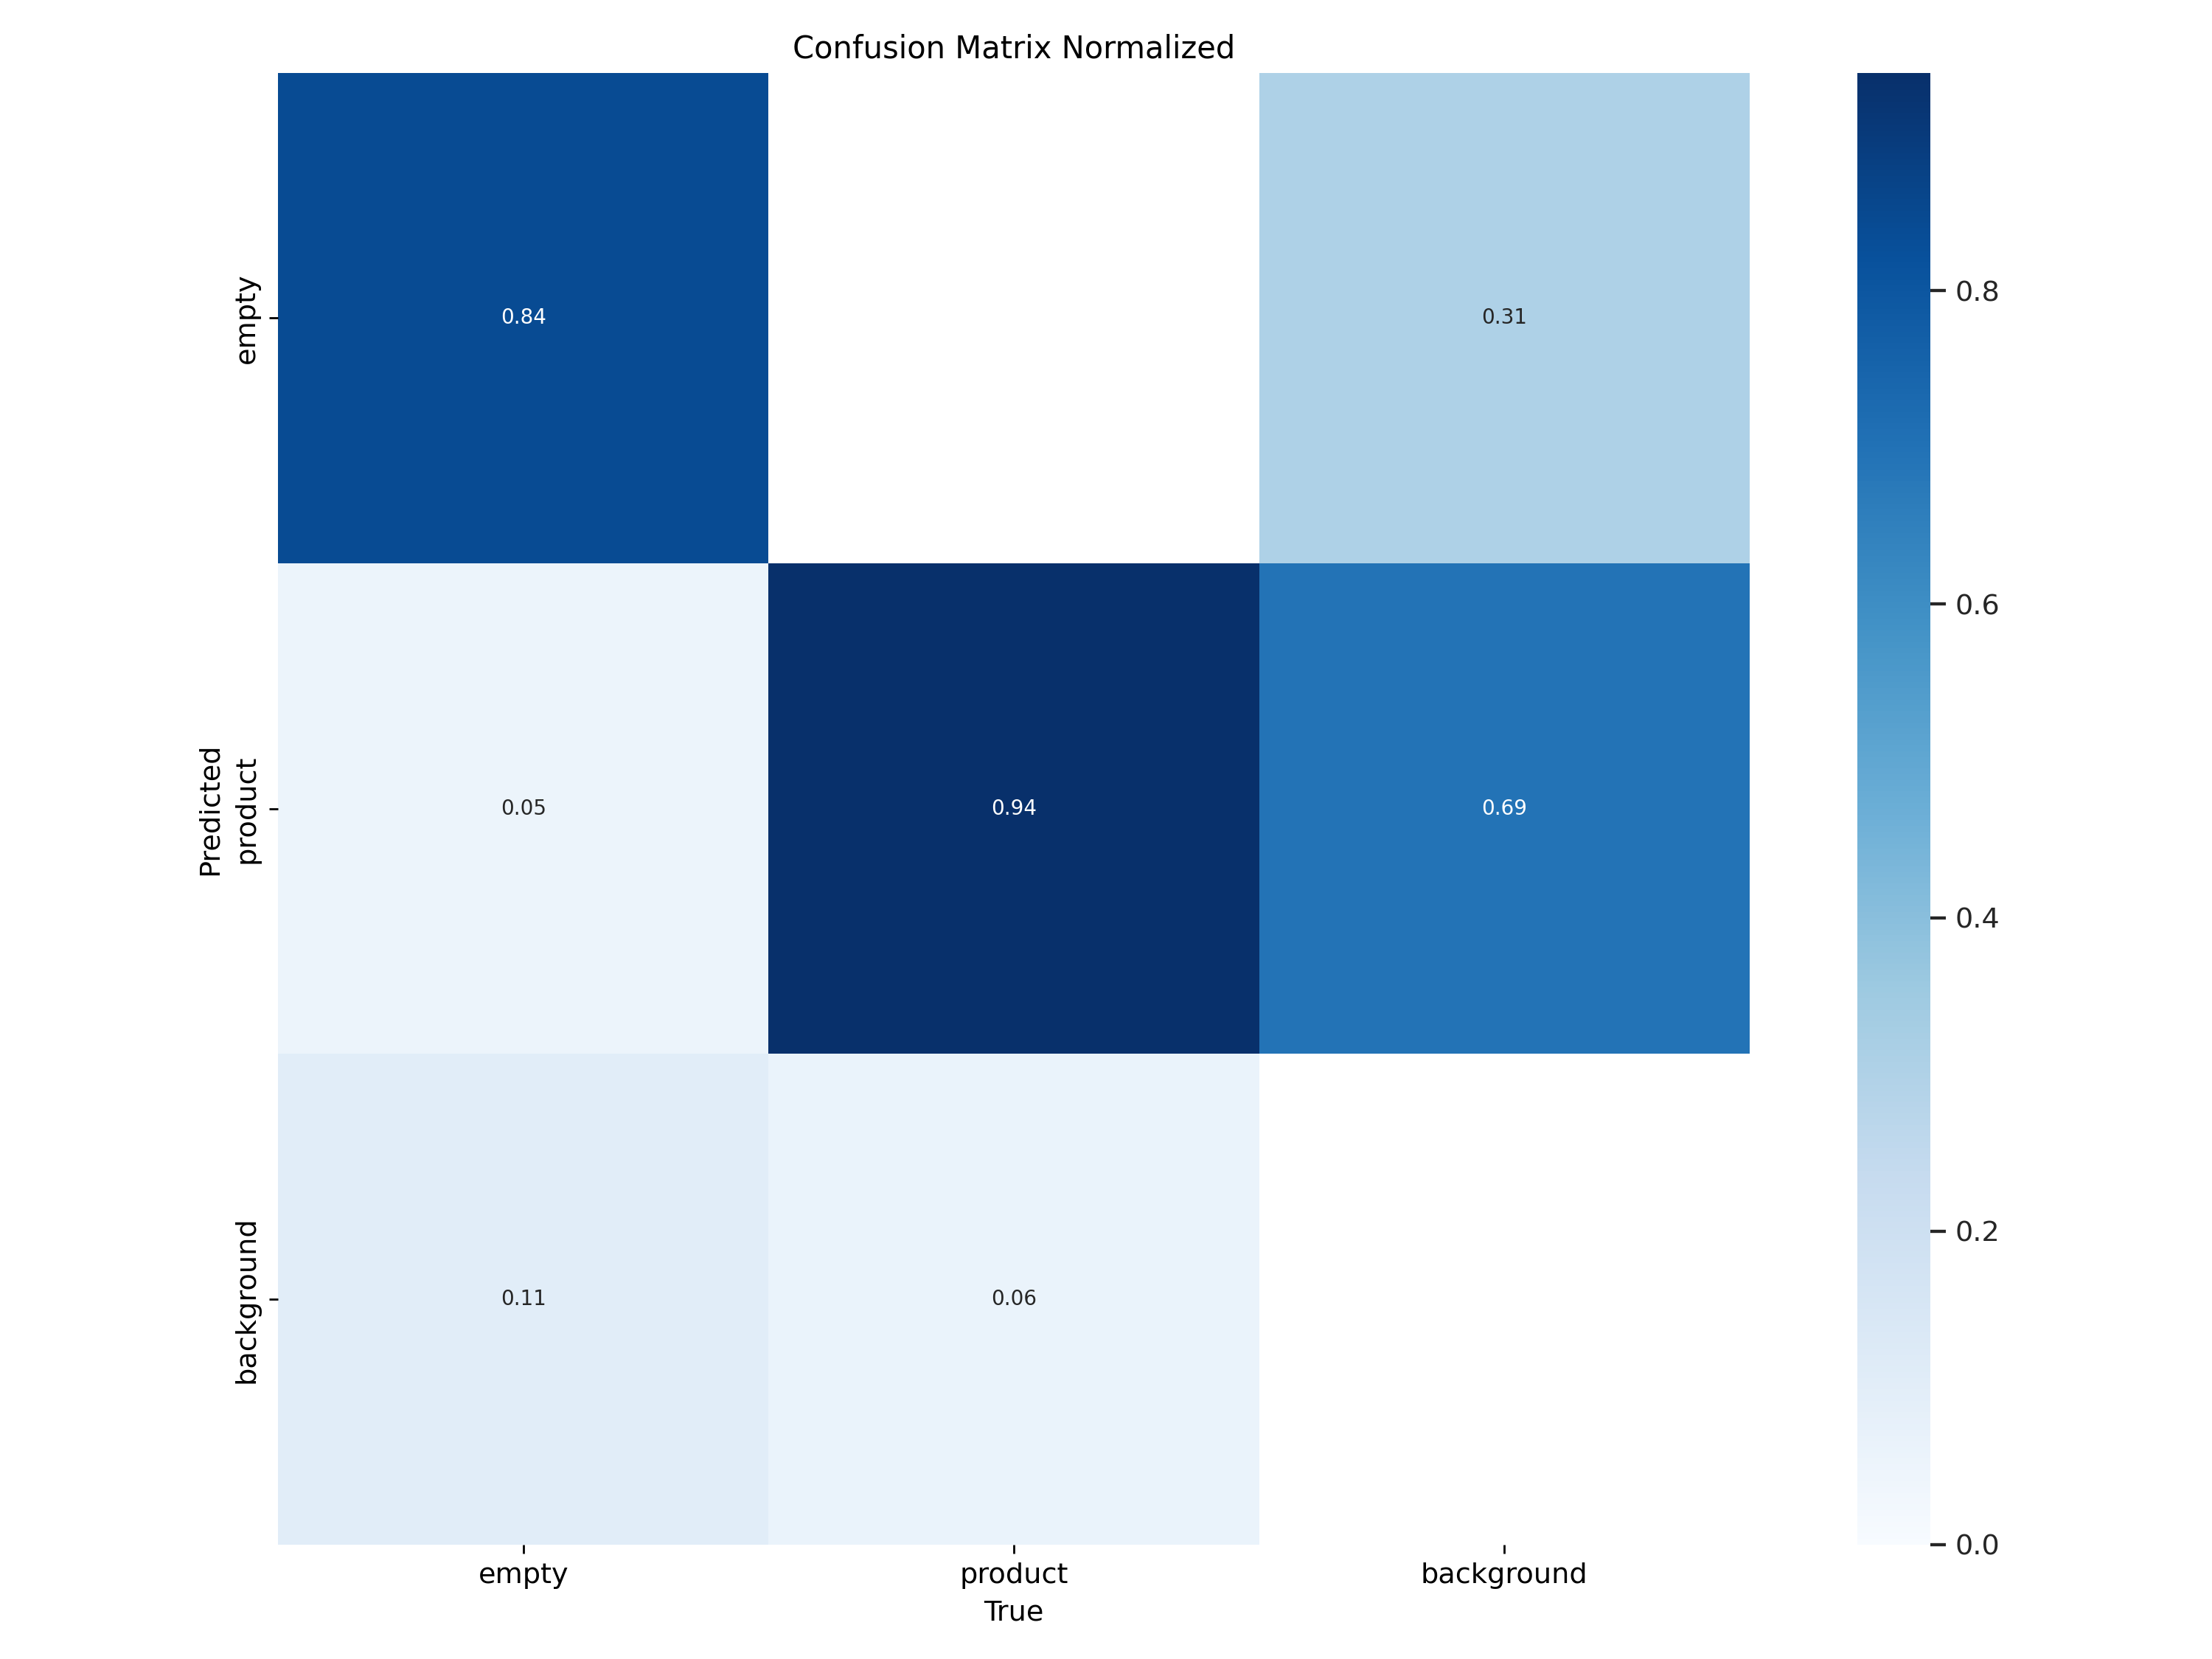 Confusion Matrix Normalized
empty
0.84
0.31
0.8
0.6
Predicted
product
0.05
0.94
0.69
0.4
0.2
background
0.11
0.06
0.0
empty
product
background
True